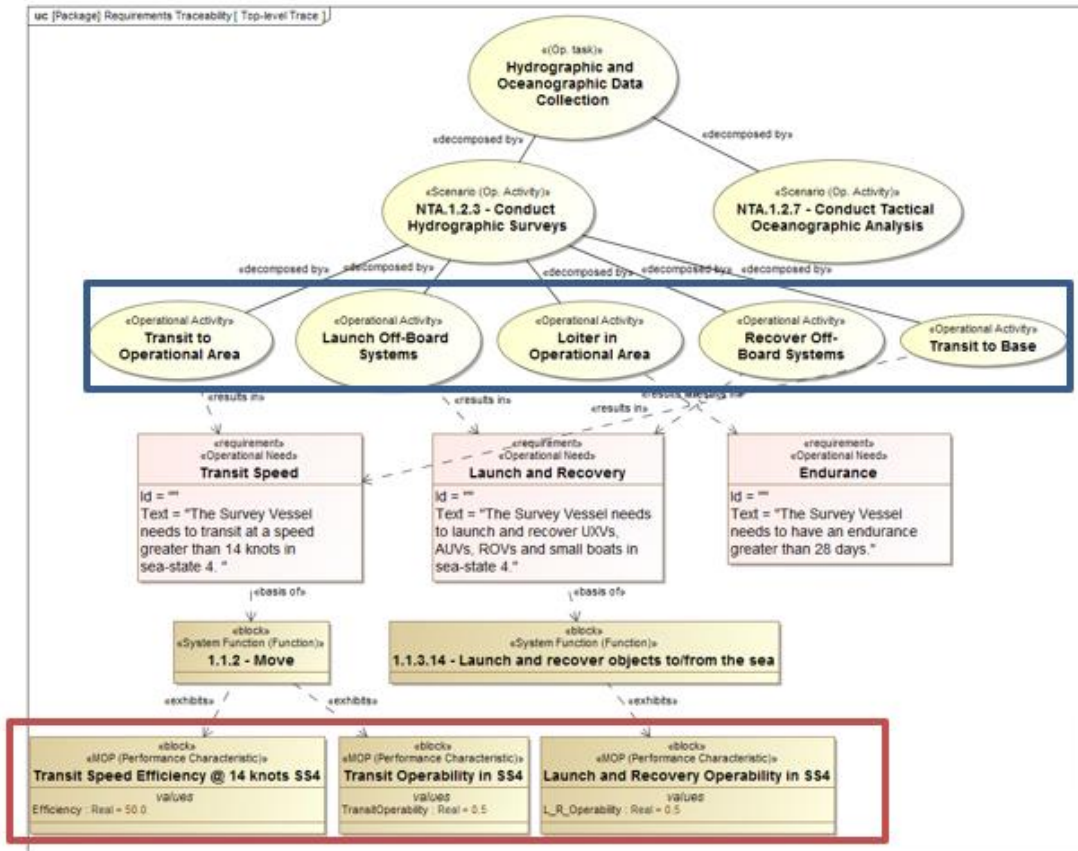 uc [Package] Requirements Traceability [ Top-level Trace ]
«(Op. task)»
Hydrographic and
Oceanographic Data
Collection
«decomposed by»
«decomposed by»
«Scenario (Op. Activity)»
NTA.1.2.3 - Conduct
Hydrographic Surveys
«Scenario (Op. Activity)»
NTA.1.2.7 - Conduct Tactical
Oceanographic Analysis
«decomposed by»
«decomposed by»
«decomposed by»
«decomposed by»
«decomposed by»
«Operational Activity»
Transit to
Operational Area
«Operational Activity»
Launch Off-Board
Systems
«Operational Activity»
Loiter in
Operational Area
«Operational Activity»
Recover Off-
Board Systems
«Operational Activity»
Transit to Base
«results in»
«results in»
«results in»
«results in»
«requirement»
«Operational Need»
Transit Speed
Id = ""
Text = "The Survey Vessel
needs to transit at a speed
greater than 14 knots in
sea-state 4. "
«requirement»
«Operational Need»
Launch and Recovery
Id = ""
Text = "The Survey Vessel needs
to launch and recover UXVs,
AUVs, ROVs and small boats in
sea-state 4."
«requirement»
«Operational Need»
Endurance
Id = ""
Text = "The Survey Vessel
needs to have an endurance
greater than 28 days."
«basis of»
«basis of»
«block»
«System Function (Function)»
1.1.2 - Move
«block»
«System Function (Function)»
1.1.3.14 - Launch and recover objects to/from the sea
«exhibits»
«exhibits»
«exhibits»
«block»
«MOP (Performance Characteristic)»
Transit Speed Efficiency @ 14 knots SS4
values
Efficiency : Real = 50.0
«block»
«MOP (Performance Characteristic)»
Transit Operability in SS4
values
TransitOperability : Real = 0.5
«block»
«MOP (Performance Characteristic)»
Launch and Recovery Operability in SS4
values
L_R_Operability : Real = 0.5